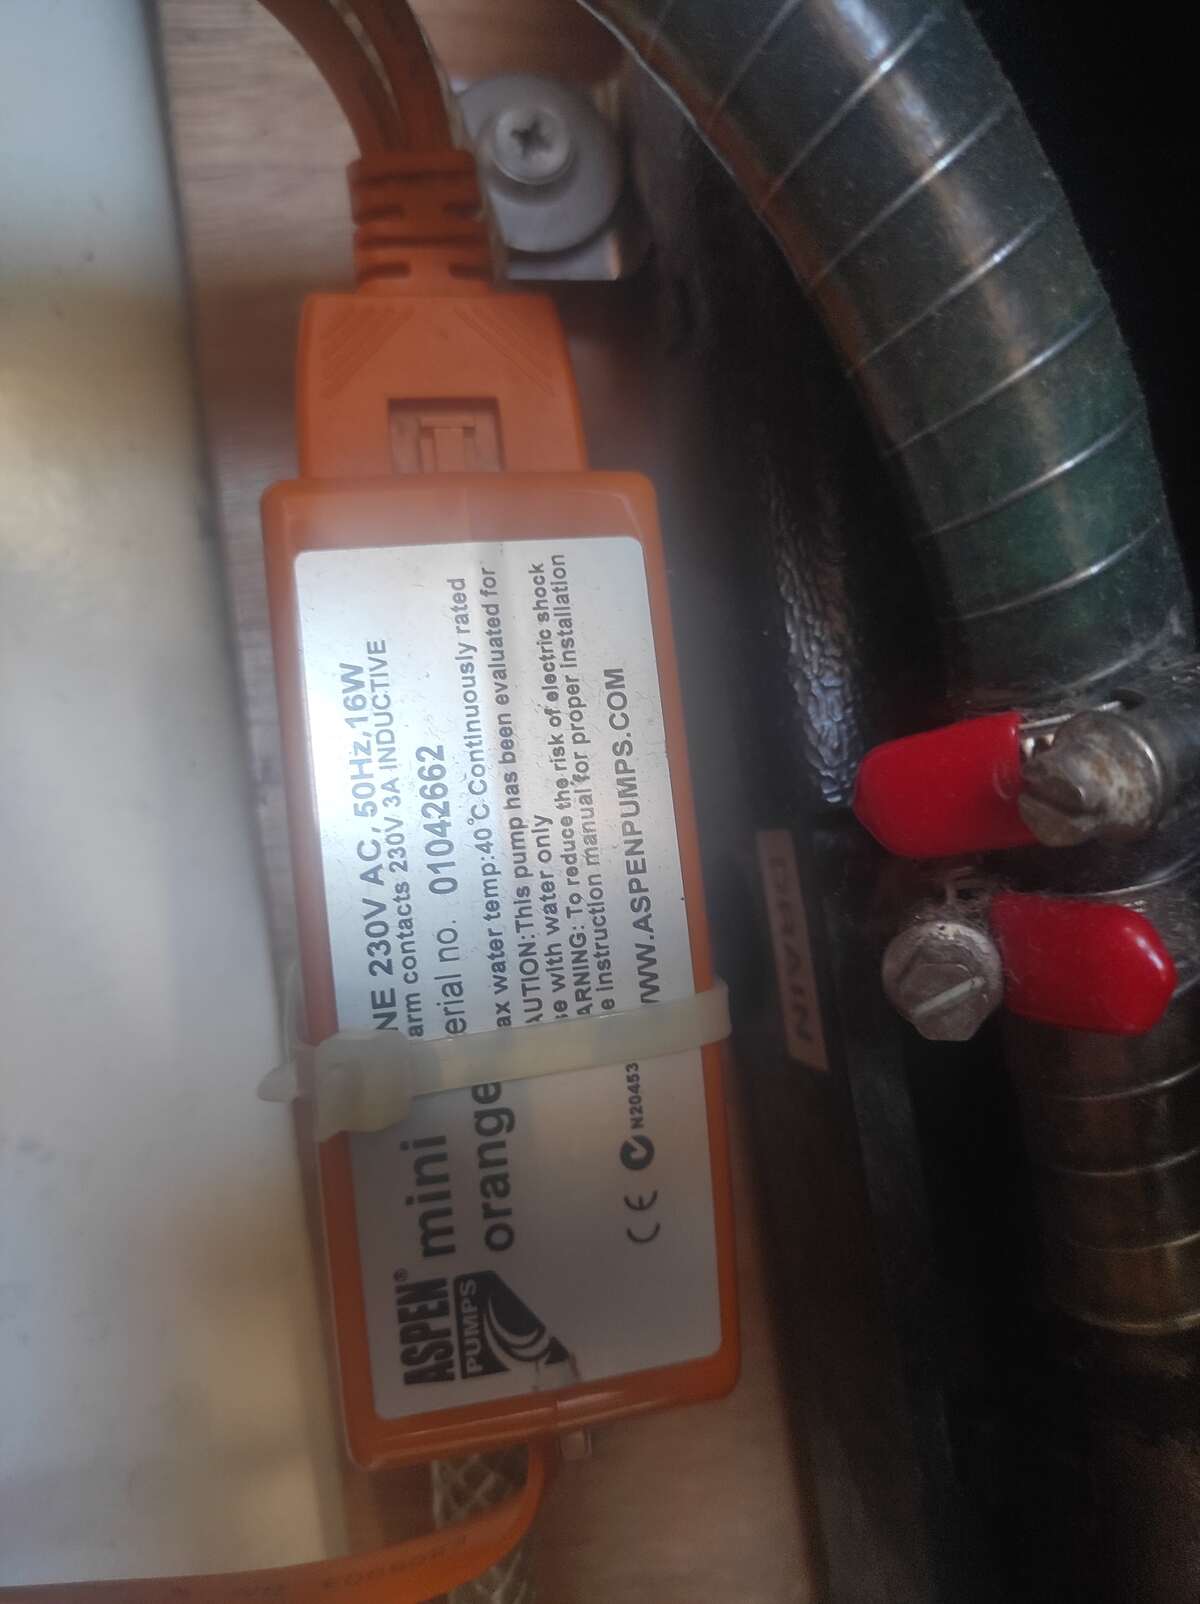 ASPEN®
PUMPS
mini
orange
NE 230V AC, 50Hz, 16W
arm contacts 230V 3A INDUCTIVE
erial no. 01042662
ax water temp:40°C Continuously rated
AUTION: This pump has been evaluated for
se with water only
ARNING: To reduce the risk of electric shock
e instruction manual for proper installation
CE N20453
WWW.ASPENPUMPS.COM
DRAIN